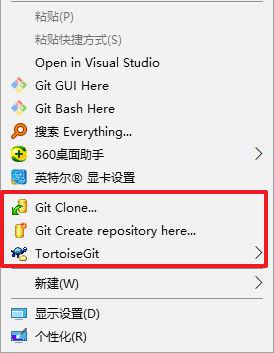 粘贴(P)
粘贴快捷方式(S)
Open in Visual Studio
Git GUI Here
Git Bash Here
搜索 Everything...
360桌面助手
英特尔® 显卡设置
Git Clone...
Git Create repository here...
TortoiseGit
新建(W)
显示设置(D)
个性化(R)